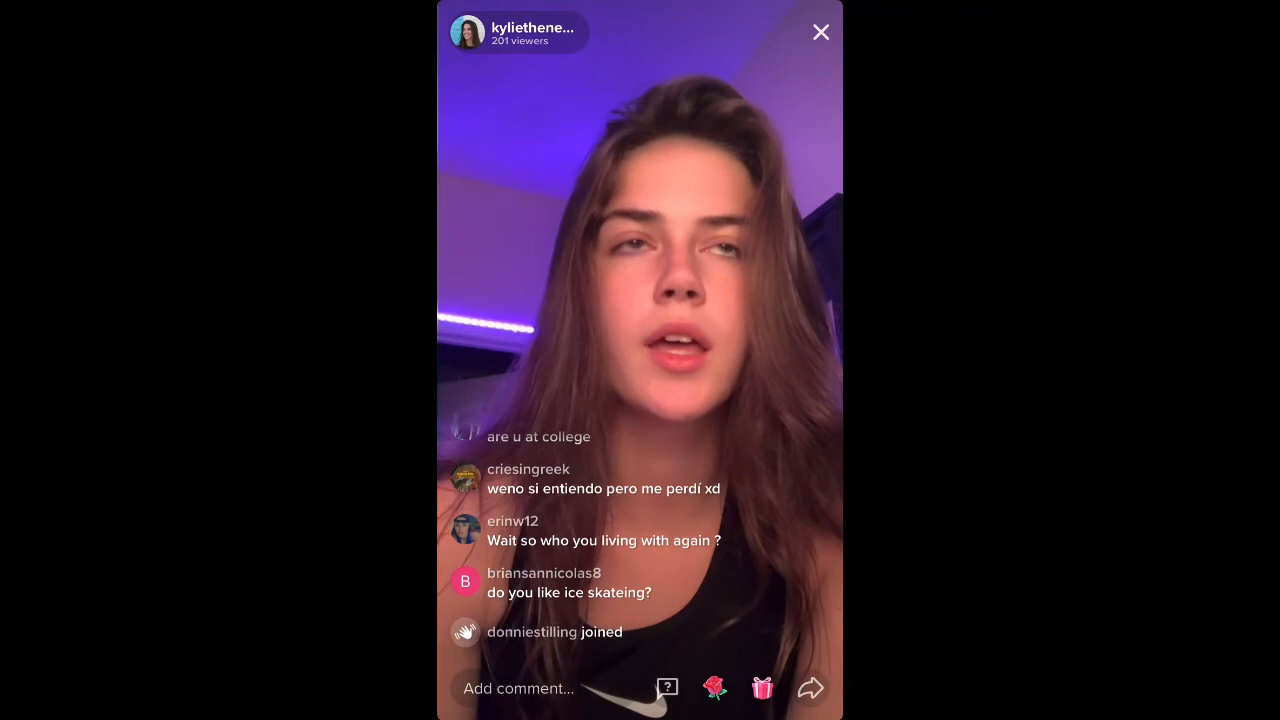 kyliethene...
201 viewers
are u at college
criesingreek
weno si entiendo pero me perdí xd
erinw12
Wait so who you living with again ?
B
briansannicolas8
do you like ice skateing?
donniestilling joined
Add comment...
?